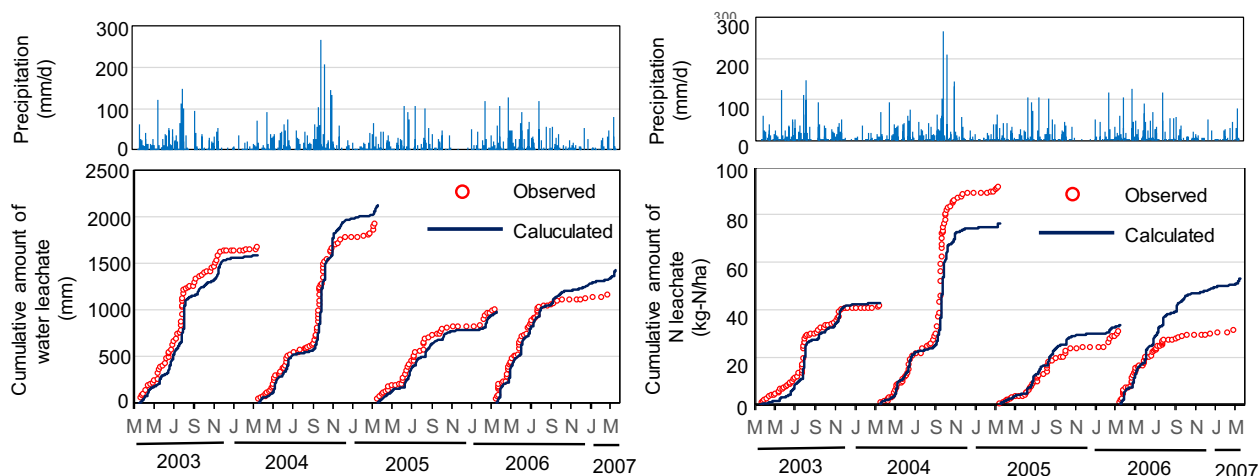 Precipitation
(mm/d)
300
200
100
0
Cumulative amount of
water leachate
(mm)
2500
2000
1500
1000
500
0
Observed
Caluculated
M M J S N J M M J S N J M M J S N J M M J S N J M
2003 2004 2005 2006 2007
Precipitation
(mm/d)
300
300
200
100
0
Cumulative amount of
N leachate
(kg-N/ha)
100
80
60
40
20
0
Observed
Calculated
M M J S N J M M J S N J M M J S N J M M J S N J M
2003 2004 2005 2006 2007